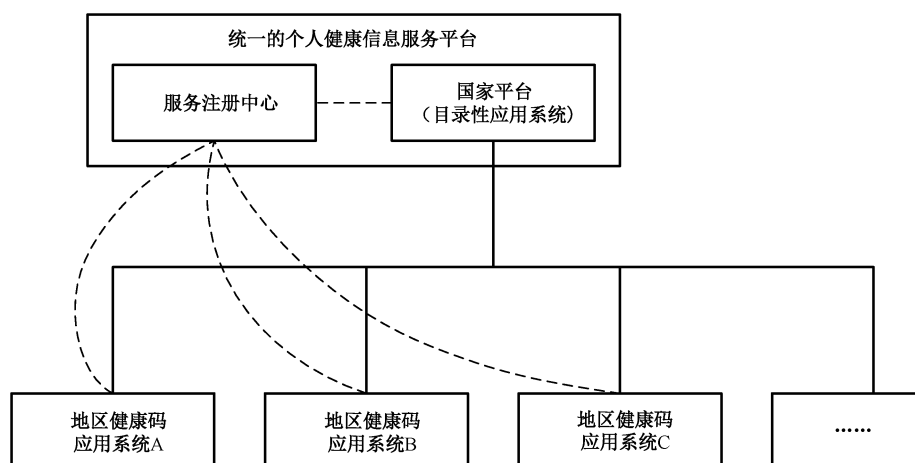 统一的个人健康信息服务平台
服务注册中心
国家平台
（目录性应用系统）
地区健康码
应用系统A
地区健康码
应用系统B
地区健康码
应用系统C
……